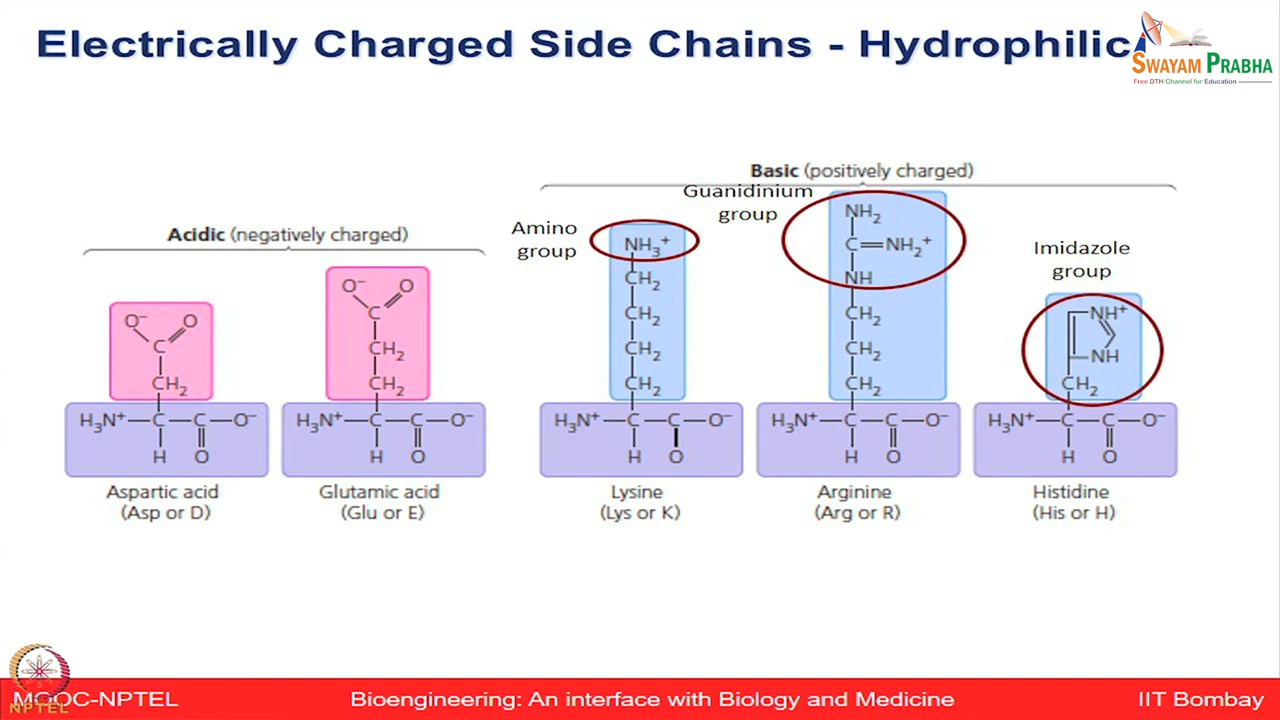 Electrically Charged Side Chains - Hydrophilic
SWAYAM PRABHA
Free DTH Channel for Education
Basic (positively charged)
Guanidinium
group
Amino
group
Acidic (negatively charged)
Imidazole
group
O⁻ O
C
CH₂
H₃N⁺—C—C—O⁻
H O
Aspartic acid
(Asp or D)
O⁻ O
C
CH₂
CH₂
H₃N⁺—C—C—O⁻
H O
Glutamic acid
(Glu or E)
NH₃⁺
CH₂
CH₂
CH₂
CH₂
H₃N⁺—C—C—O⁻
H O
Lysine
(Lys or K)
NH₂
C=NH₂⁺
NH
CH₂
CH₂
CH₂
H₃N⁺—C—C—O⁻
H O
Arginine
(Arg or R)
NH⁺
NH
CH₂
H₃N⁺—C—C—O⁻
H O
Histidine
(His or H)
MOOC-NPTEL
NPTEL
Bioengineering: An interface with Biology and Medicine
IIT Bombay